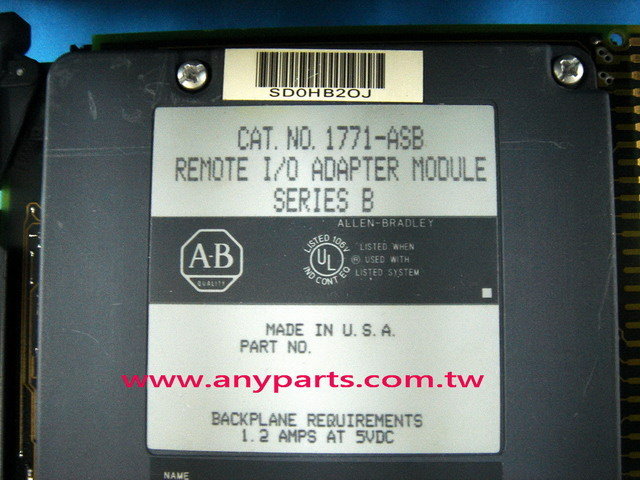 SD0HB2OJ
CAT. NO. 1771-ASB
REMOTE I/O ADAPTER MODULE
SERIES B
ALLEN-BRADLEY
AB
QUALITY
LISTED 106V
UL
IND CONT EQ
LISTED WHEN
® USED WITH
LISTED SYSTEM
MADE IN U.S.A.
PART NO.
www.anyparts.com.tw
BACKPLANE REQUIREMENTS
1.2 AMPS AT 5VDC
NAME